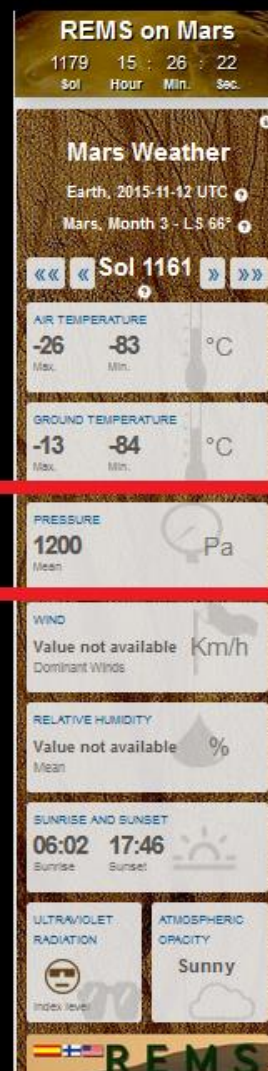 REMS on Mars
1179 15 : 26 : 22
Sol Hour Min. Sec.
Mars Weather
Earth, 2015-11-12 UTC ?
Mars, Month 3 - LS 66° ?
«« « Sol 1161 » »»
?
AIR TEMPERATURE
-26 -83 °C
Max. Min.
GROUND TEMPERATURE
-13 -84 °C
Max. Min.
PRESSURE
1200 Pa
Mean
WIND
Value not available Km/h
Dominant Winds
RELATIVE HUMIDITY
Value not available %
Mean
SUNRISE AND SUNSET
06:02 17:46
Sunrise Sunset
ULTRAVIOLET
RADIATION
Index level
ATMOSPHERIC
OPACITY
Sunny
REMS